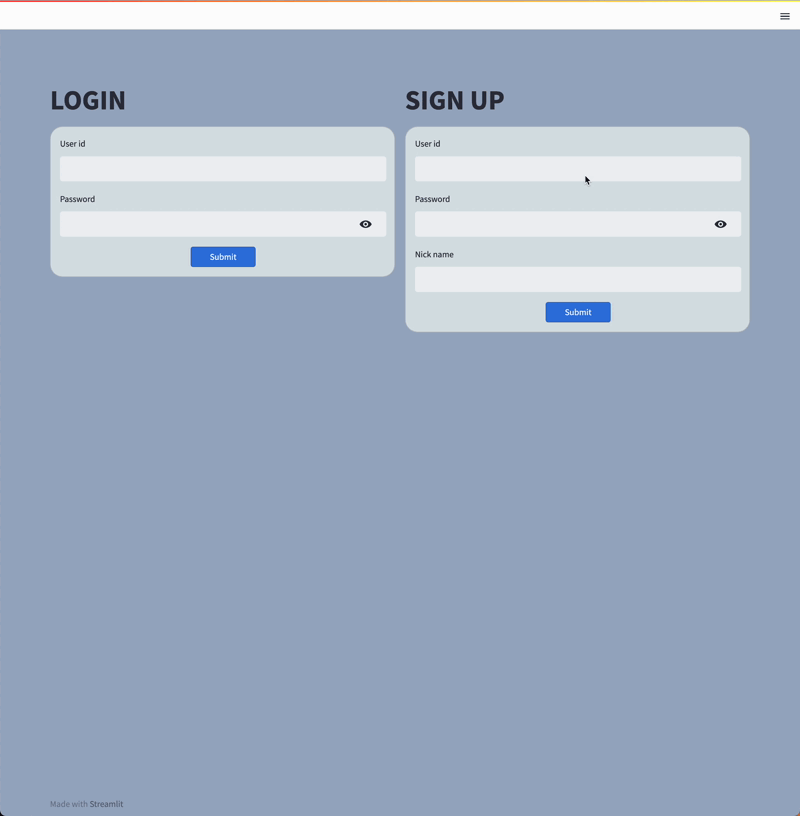 LOGIN
User id
Password
Submit
SIGN UP
User id
Password
Nick name
Submit
Made with Streamlit